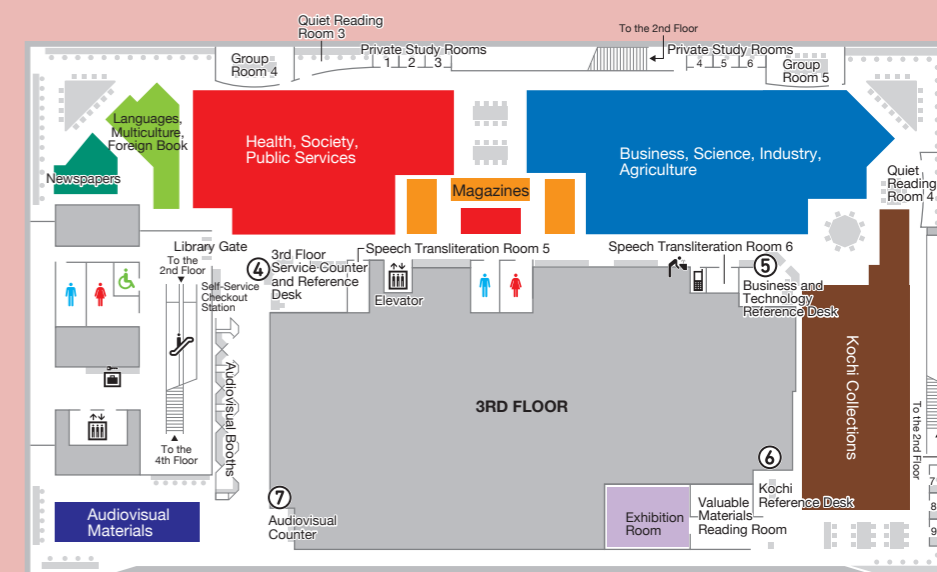 Quiet Reading
Room 3
To the 2nd Floor
Private Study Rooms
1 2 3
Private Study Rooms
4 5 6
Group
Room 4
Group
Room 5
Languages,
Multiculture,
Foreign Book
Health, Society,
Public Services
Business, Science, Industry,
Agriculture
Newspapers
Magazines
Quiet
Reading
Room 4
Library Gate
To the
2nd Floor
Self-Service
Checkout
Station
④
3rd Floor
Service Counter
and Reference
Desk
Speech Transliteration Room 5
Elevator
Speech Transliteration Room 6
⑤
Business and
Technology
Reference Desk
Audiovisual Booths
3RD FLOOR
Kochi Collections
To the 2nd Floor
To the
4th Floor
⑥
Kochi
Reference Desk
⑦
Audiovisual
Counter
Audiovisual
Materials
Exhibition
Room
Valuable
Materials
Reading Room
7
8
9